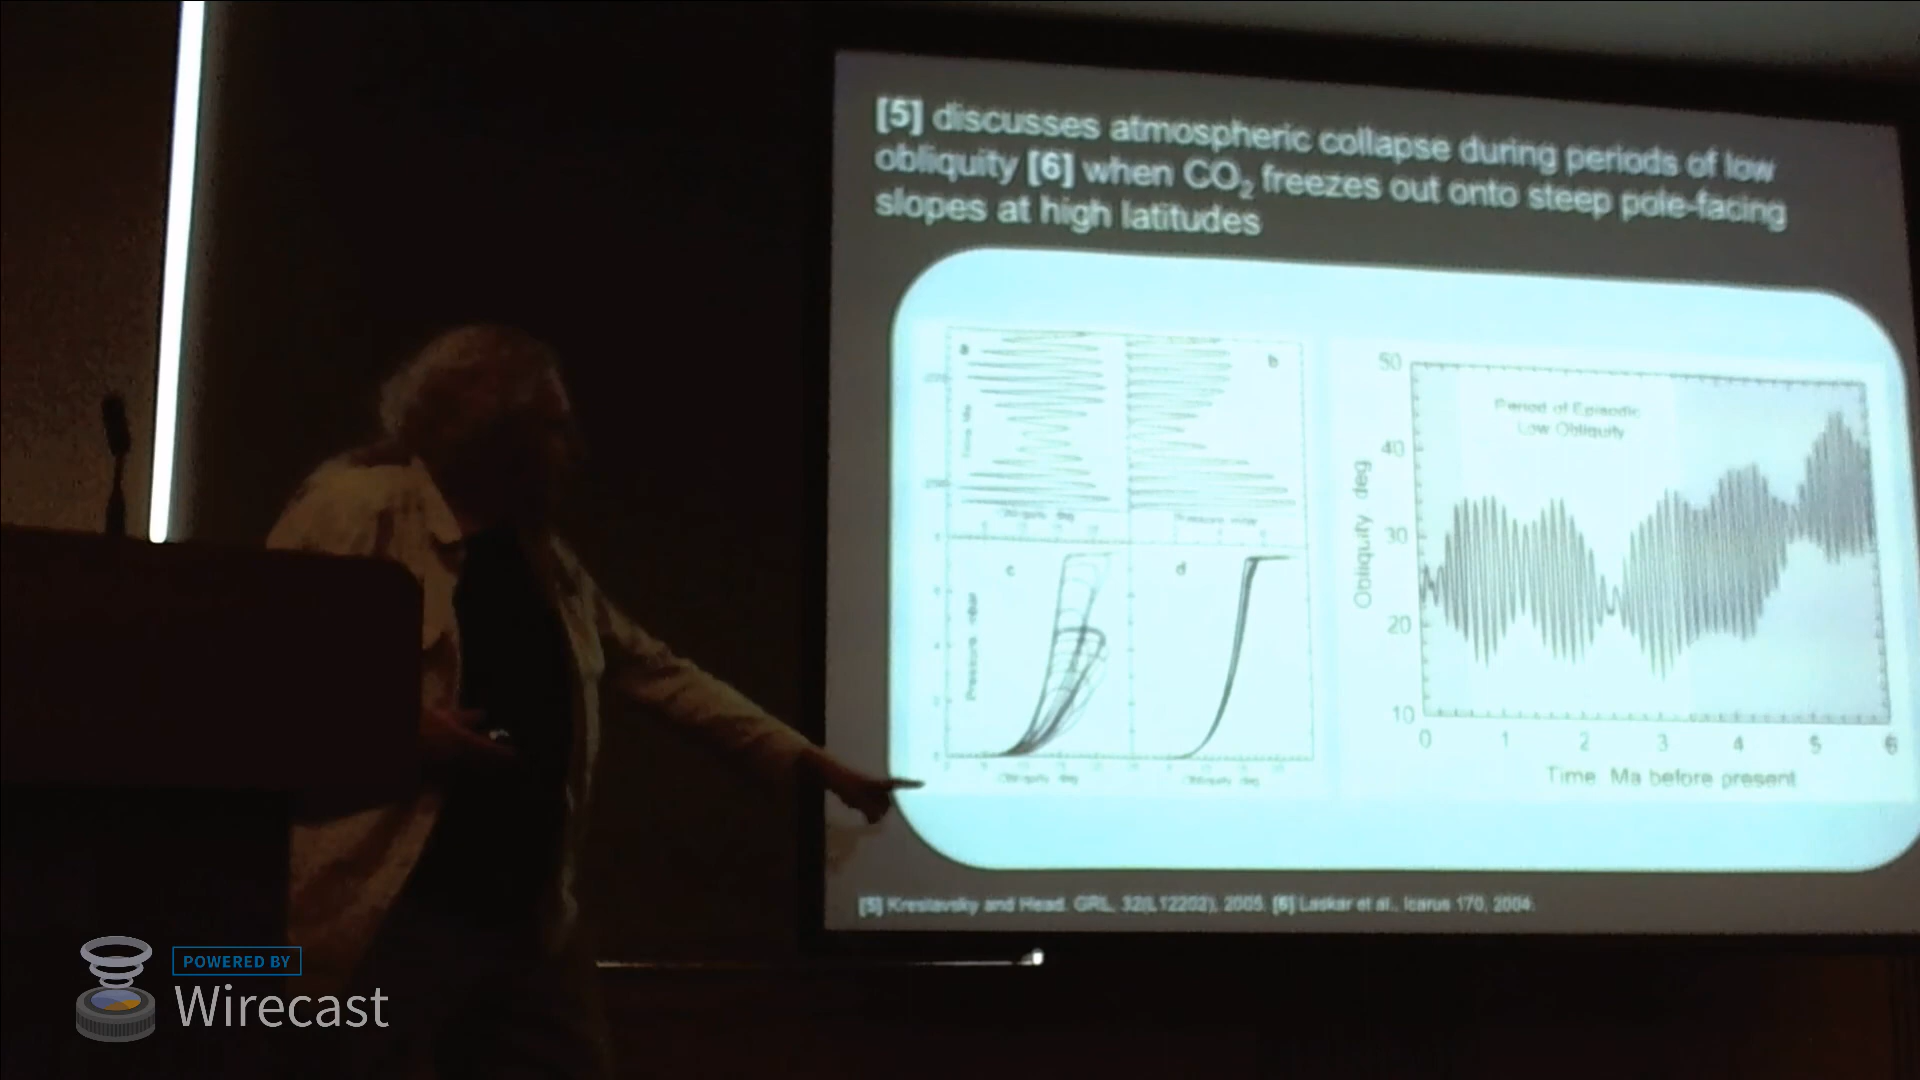 [5] discusses atmospheric collapse during periods of low
obliquity [6] when CO₂ freezes out onto steep pole-facing
slopes at high latitudes
a
b
c
d
Pressure
50
40
30
20
10
Obliquity deg
Period of Episodic
Low Obliquity
0 1 2 3 4 5 6
Time Ma before present
[5] Kreslavsky and Head. GRL, 32(L12202), 2005. [6] Laskar et al., Icarus 170, 2004.
POWERED BY
Wirecast